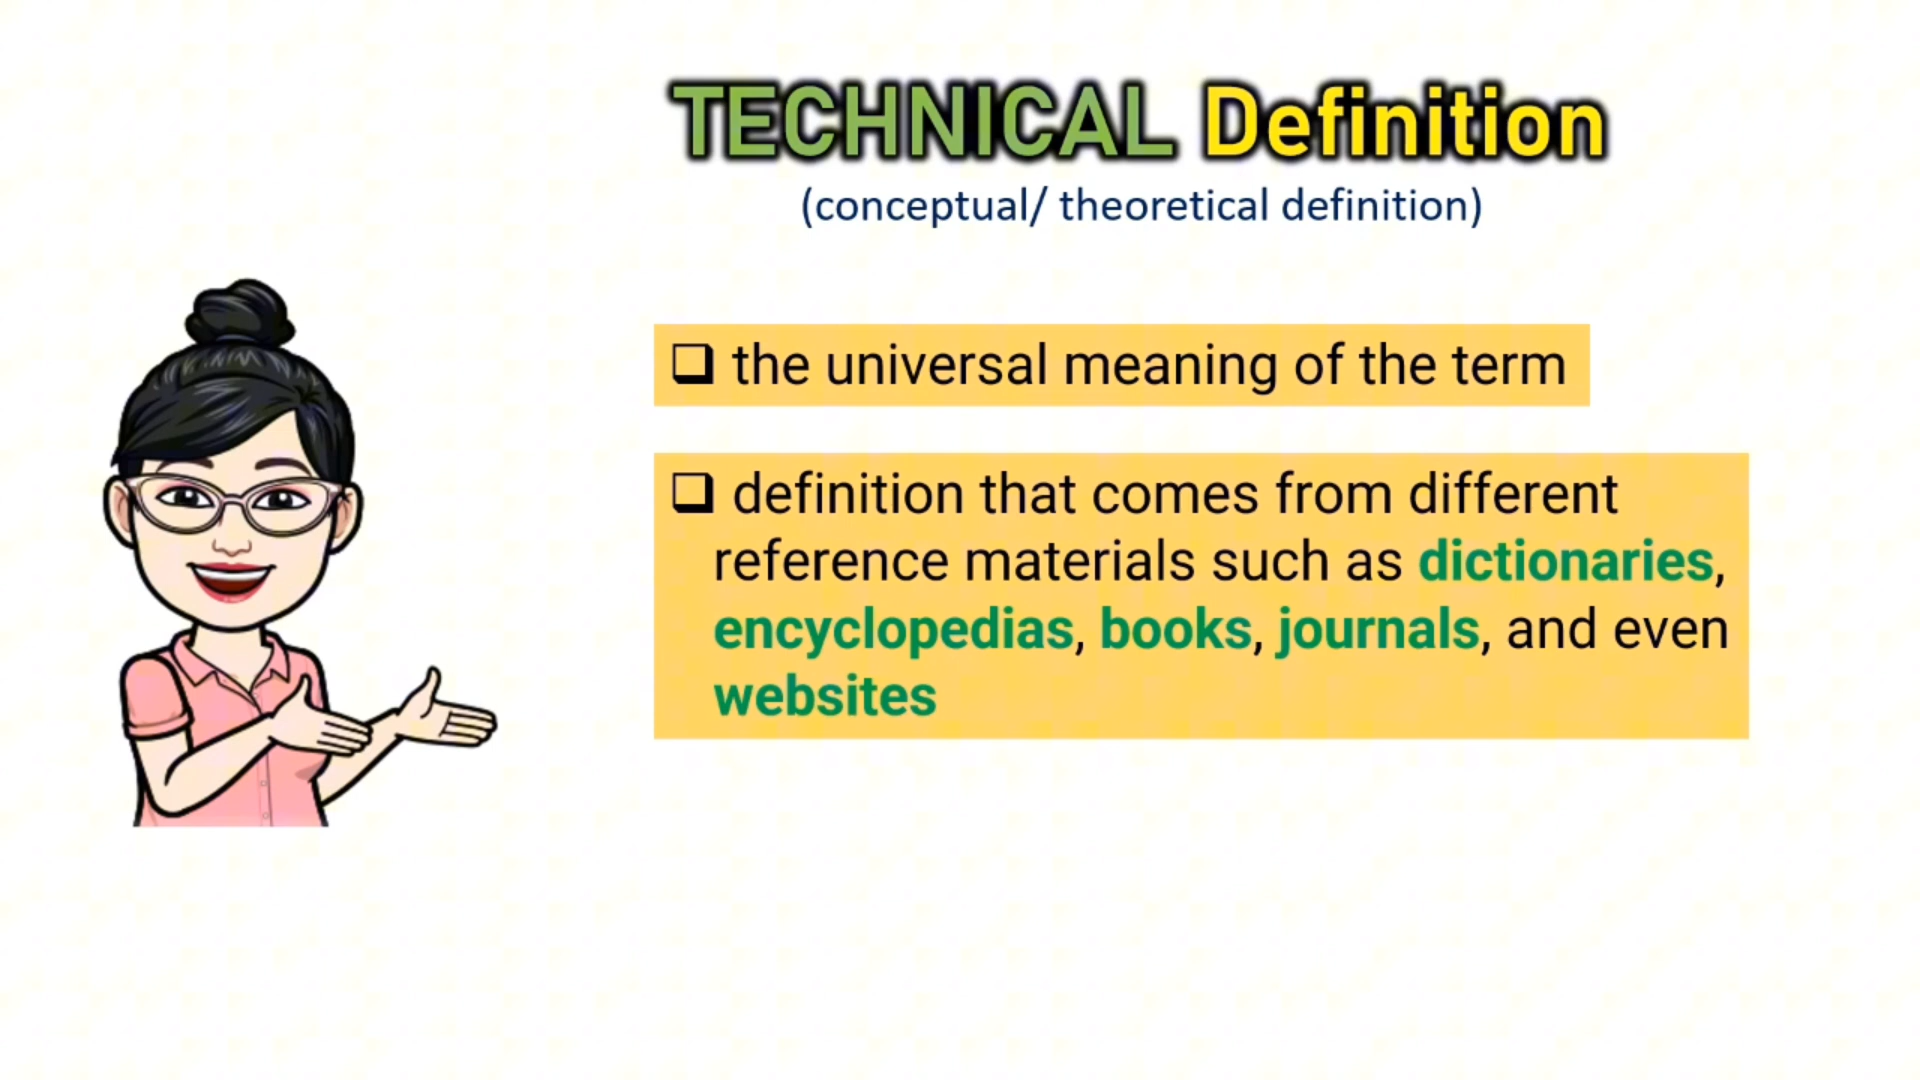 TECHNICAL Definition
(conceptual/ theoretical definition)
❑ the universal meaning of the term
❑ definition that comes from different
reference materials such as dictionaries,
encyclopedias, books, journals, and even
websites